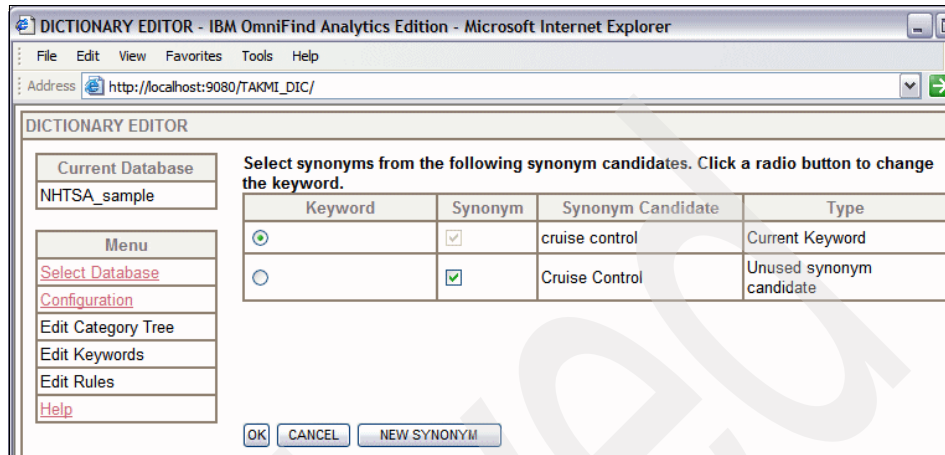 DICTIONARY EDITOR - IBM OmniFind Analytics Edition - Microsoft Internet Explorer
File Edit View Favorites Tools Help
Address http://localhost:9080/TAKMI_DIC/
DICTIONARY EDITOR
Current Database
NHTSA_sample
Menu
Select Database
Configuration
Edit Category Tree
Edit Keywords
Edit Rules
Help
Select synonyms from the following synonym candidates. Click a radio button to change
the keyword.
Keyword Synonym Synonym Candidate Type
cruise control Current Keyword
Cruise Control Unused synonym
candidate
OK CANCEL NEW SYNONYM